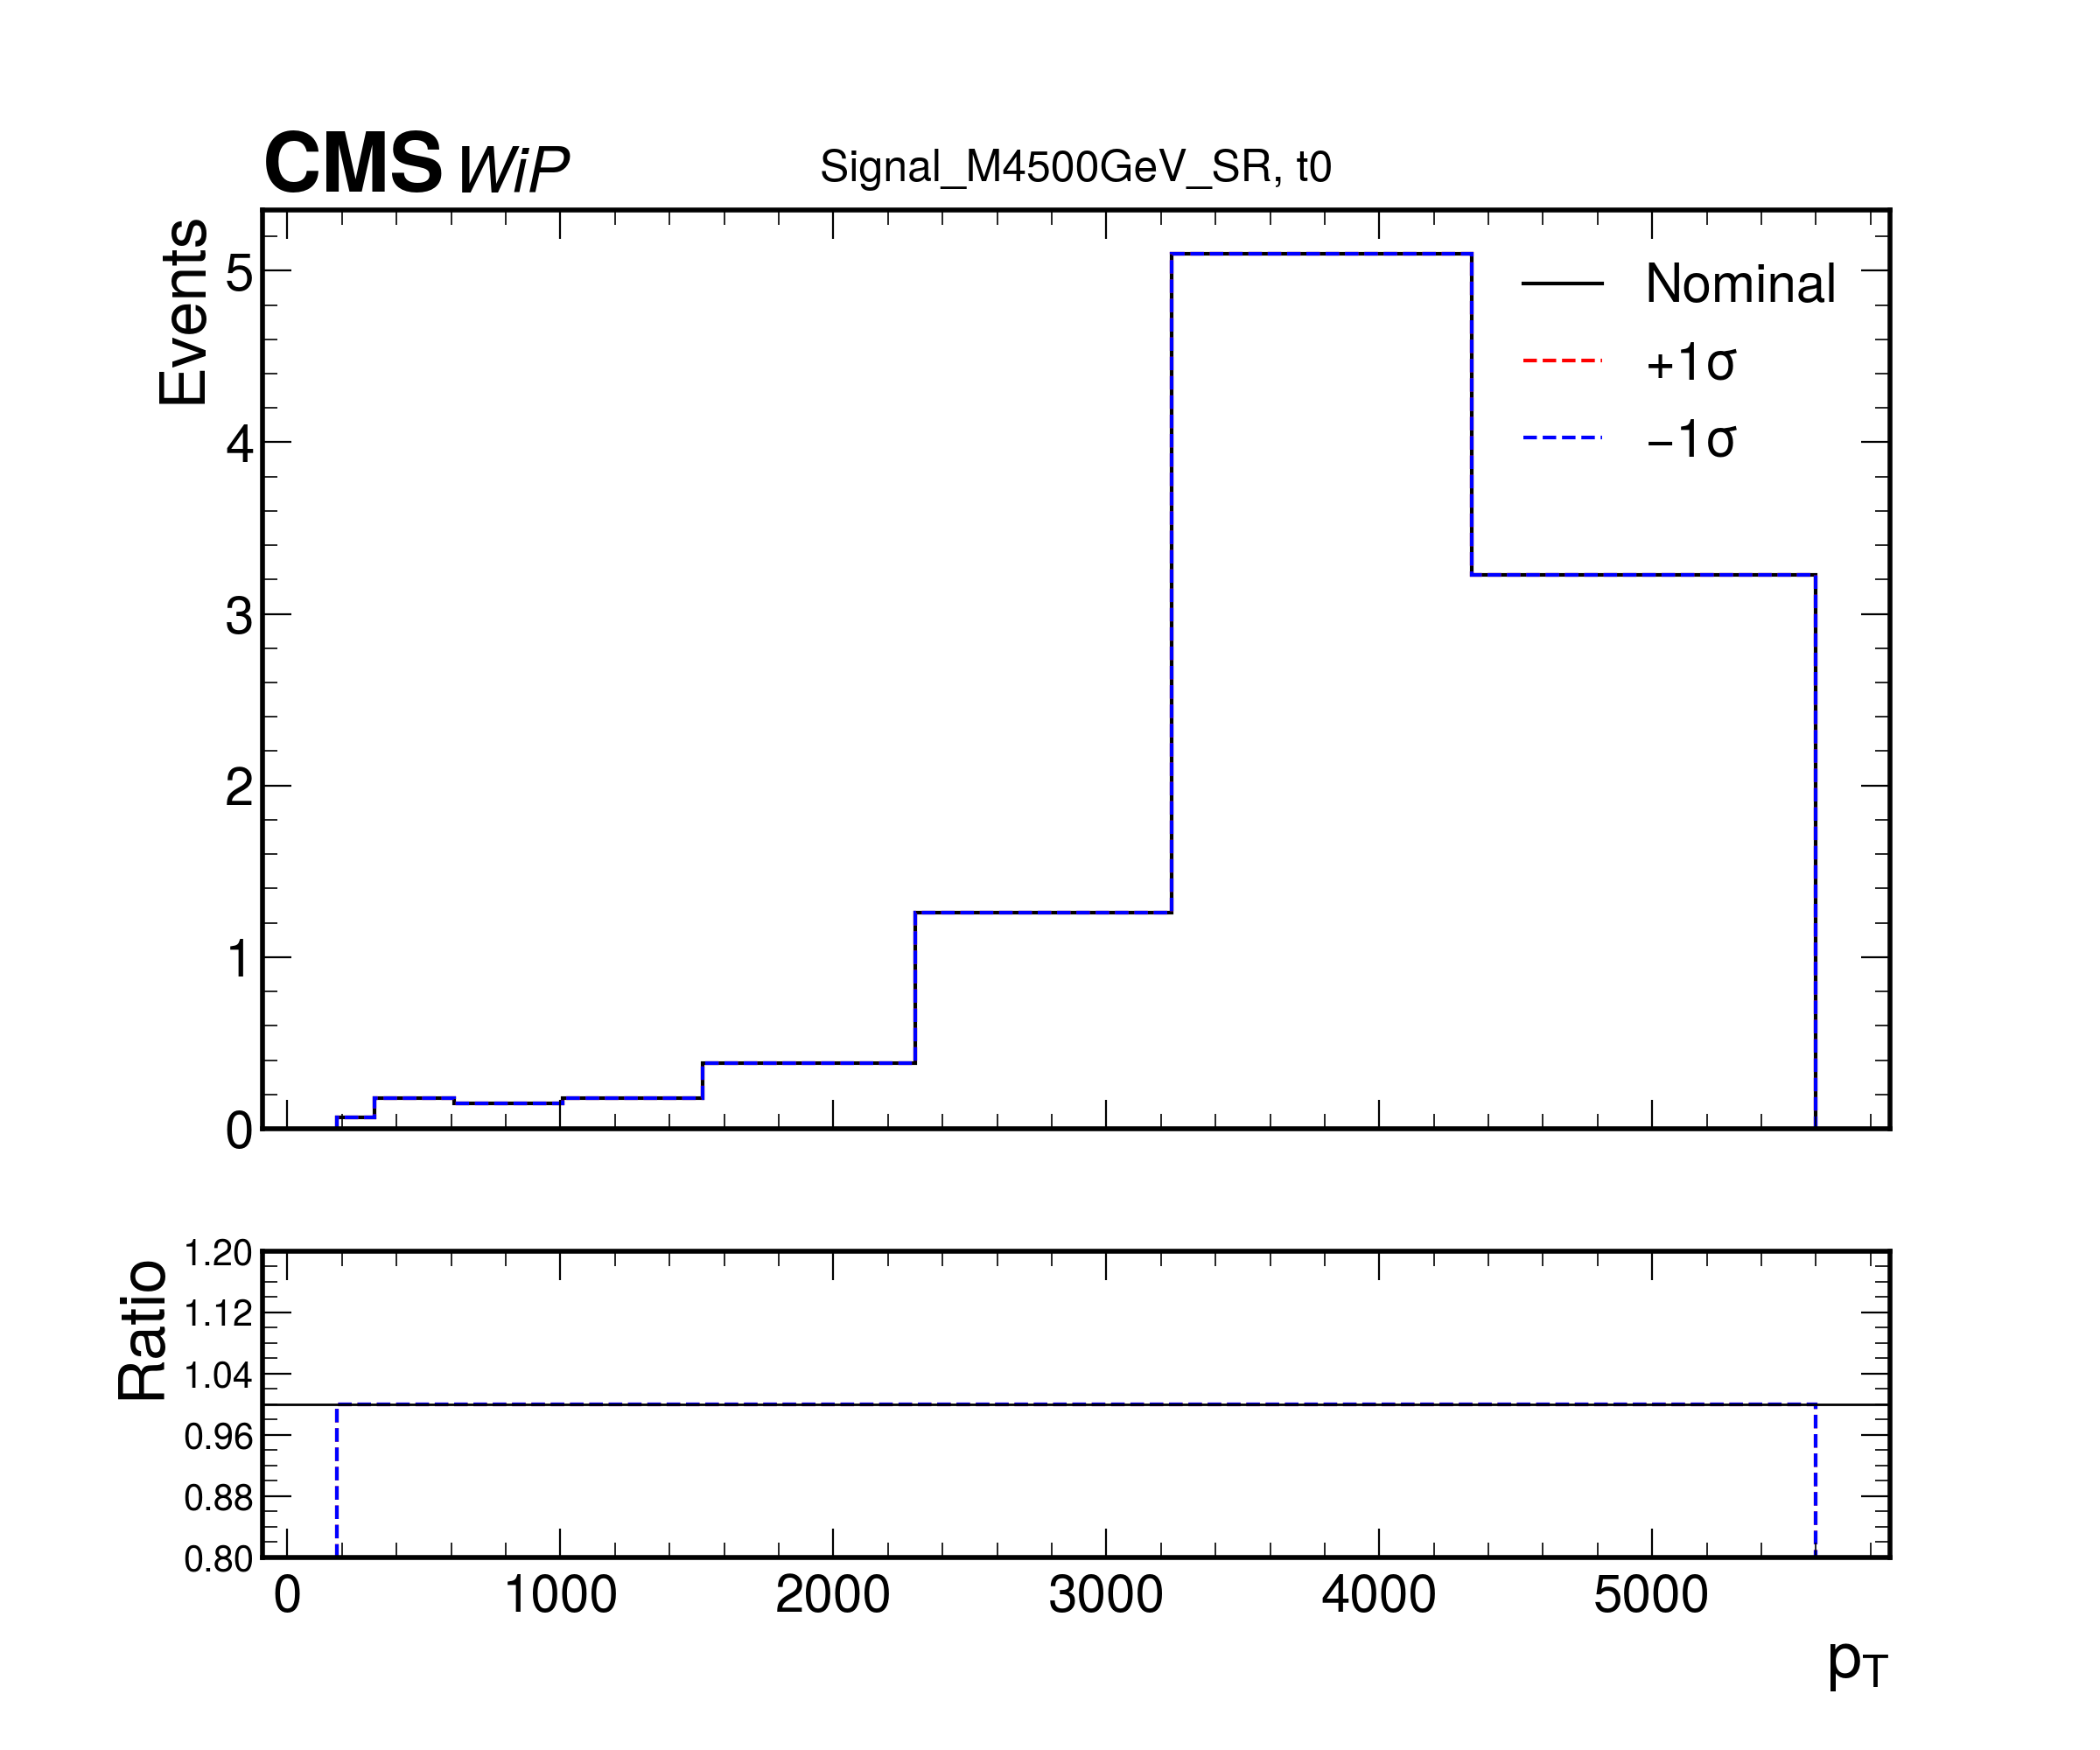 CMS WiP
Signal_M4500GeV_SR, t0
Events
5
4
3
2
1
0
Nominal
+1σ
−1σ
Ratio
1.20
1.12
1.04
0.96
0.88
0.80
0 1000 2000 3000 4000 5000
pT